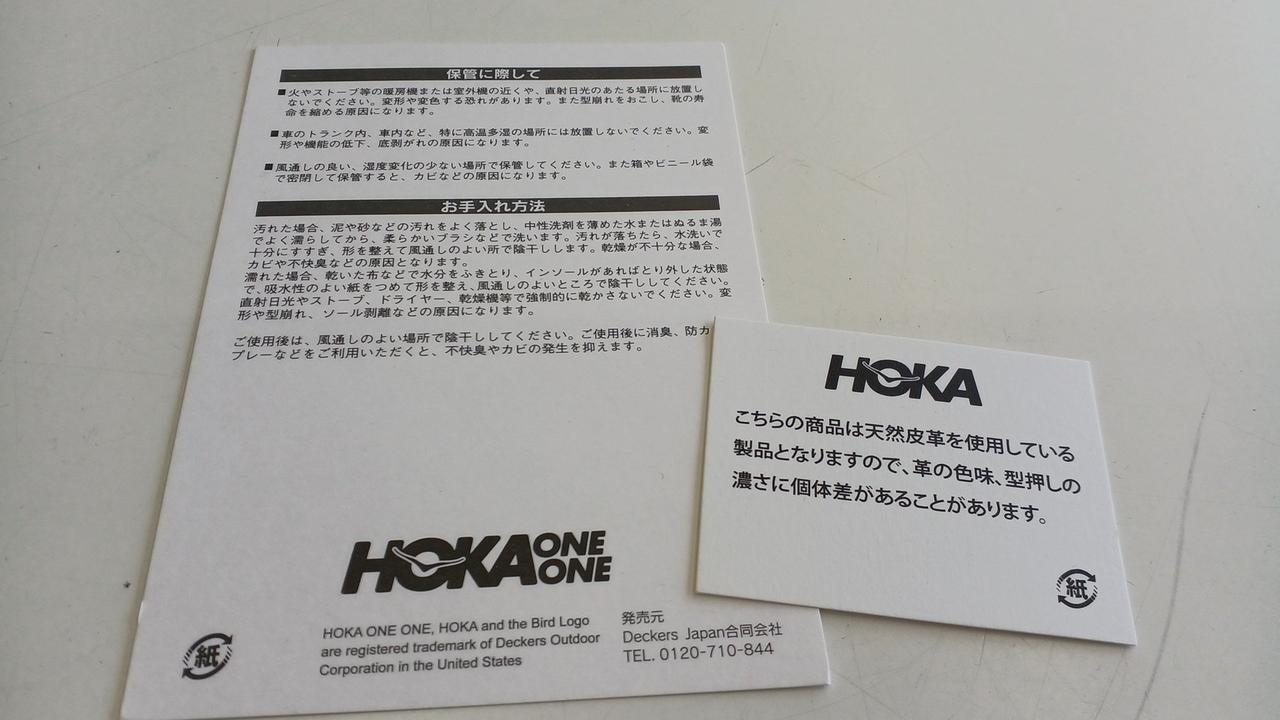 保管に際して
■火やストーブ等の暖房機または室外機の近くや、直射日光のあたる場所に放置し
ないでください。変形や変色する恐れがあります。また型崩れをおこし、靴の寿
命を縮める原因になります。
■車のトランク内、車内など、特に高温多湿の場所には放置しないでください。変
形や機能の低下、底剥がれの原因になります。
■風通しの良い、湿度変化の少ない場所で保管してください。また箱やビニール袋
で密閉して保管すると、カビなどの原因になります。
お手入れ方法
汚れた場合、泥や砂などの汚れをよく落とし、中性洗剤を薄めた水またはぬるま湯
でよく濡らしてから、柔らかいブラシなどで洗います。汚れが落ちたら、水洗いで
十分にすすぎ、形を整えて風通しのよい所で陰干しします。乾燥が不十分な場合、
カビや不快臭などの原因となります。
濡れた場合、乾いた布などで水分をふきとり、インソールがあればとり外した状態
で、吸水性のよい紙をつめて形を整え、風通しのよいところで陰干ししてください。
直射日光やストーブ、ドライヤー、乾燥機等で強制的に乾かさないでください。変
形や型崩れ、ソール剥離などの原因になります。
ご使用後は、風通しのよい場所で陰干ししてください。ご使用後に消臭、防カ
プレーなどをご利用いただくと、不快臭やカビの発生を抑えます。
HOKA ONE ONE
HOKA ONE ONE, HOKA and the Bird Logo
are registered trademark of Deckers Outdoor
Corporation in the United States
発売元
Deckers Japan合同会社
TEL. 0120-710-844
紙
HOKA
こちらの商品は天然皮革を使用している
製品となりますので、革の色味、型押しの
濃さに個体差があることがあります。
紙